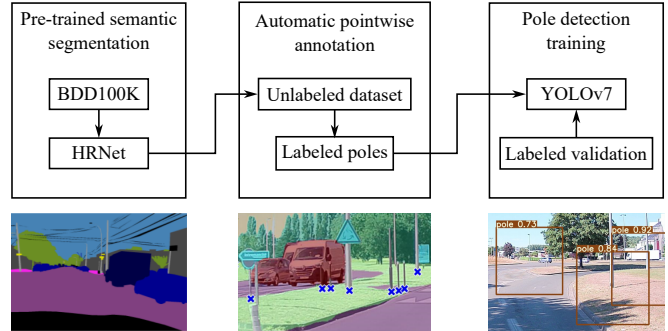 Pre-trained semantic
segmentation
BDD100K
HRNet
Automatic pointwise
annotation
Unlabeled dataset
Labeled poles
Pole detection
training
YOLOv7
Labeled validation
pole 0.73
pole 0.92
pole 0.84